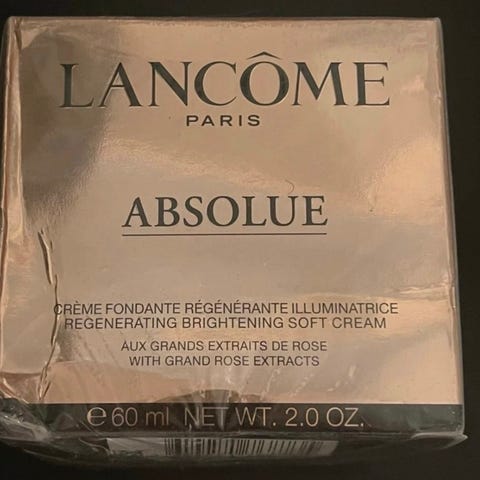 LANCÔME
PARIS
ABSOLUE
CRÈME FONDANTE RÉGÉNÉRANTE ILLUMINATRICE
REGENERATING BRIGHTENING SOFT CREAM
AUX GRANDS EXTRAITS DE ROSE
WITH GRAND ROSE EXTRACTS
℮ 60 ml NET WT. 2.0 OZ.